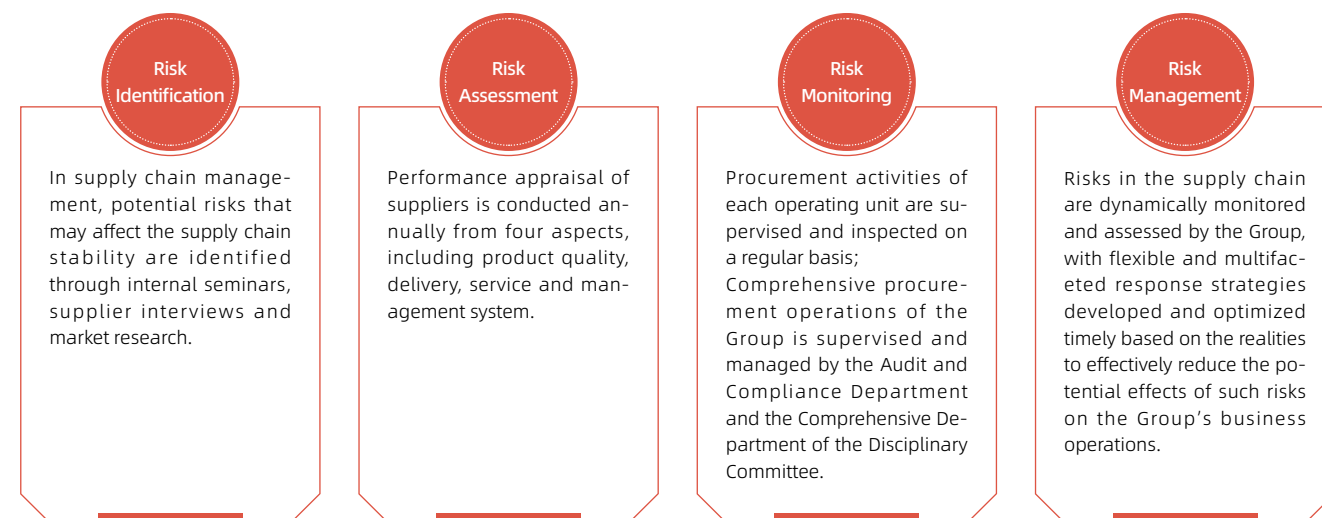 Risk
Identification
In supply chain manage-
ment, potential risks that
may affect the supply chain
stability are identified
through internal seminars,
supplier interviews and
market research.
Risk
Assessment
Performance appraisal of
suppliers is conducted an-
nually from four aspects,
including product quality,
delivery, service and man-
agement system.
Risk
Monitoring
Procurement activities of
each operating unit are su-
pervised and inspected on
a regular basis;
Comprehensive procure-
ment operations of the
Group is supervised and
managed by the Audit and
Compliance Department
and the Comprehensive De-
partment of the Disciplinary
Committee.
Risk
Management
Risks in the supply chain
are dynamically monitored
and assessed by the Group,
with flexible and multifac-
eted response strategies
developed and optimized
timely based on the realities
to effectively reduce the po-
tential effects of such risks
on the Group’s business
operations.